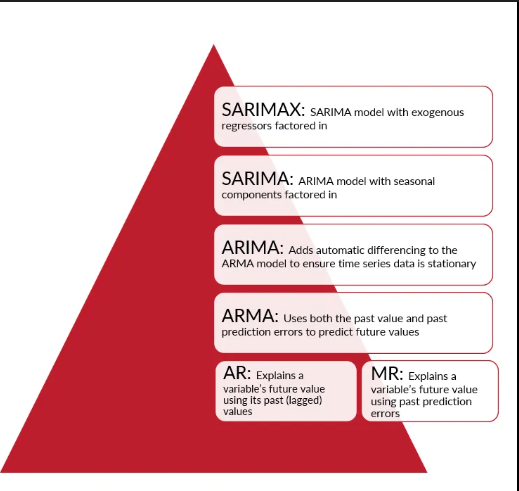 SARIMAX: SARIMA model with exogenous
regressors factored in
SARIMA: ARIMA model with seasonal
components factored in
ARIMA: Adds automatic differencing to the
ARMA model to ensure time series data is stationary
ARMA: Uses both the past value and past
prediction errors to predict future values
AR: Explains a
variable's future value
using its past (lagged)
values
MR: Explains a
variable's future value
using past prediction
errors